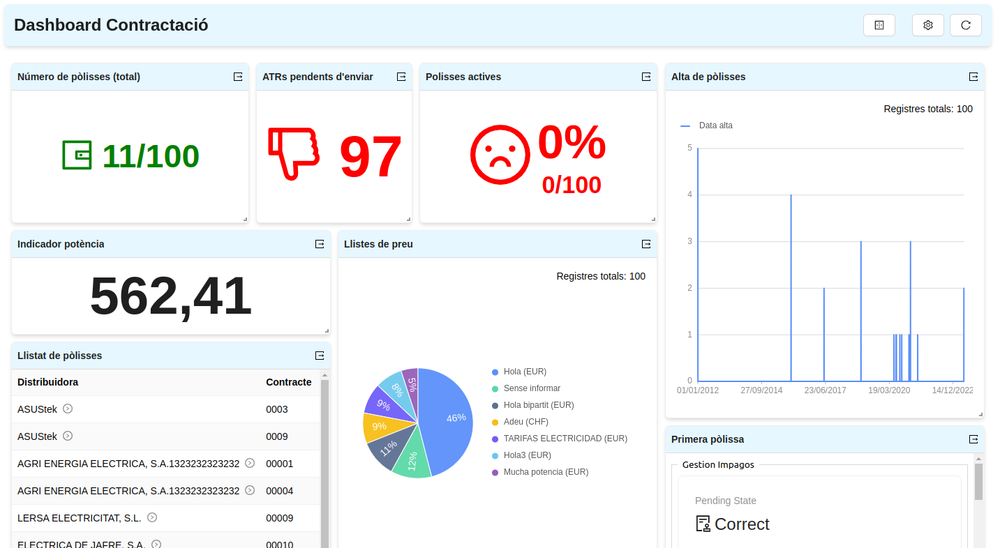 Dashboard Contractació
Número de pòlisses (total)
11/100
ATRs pendents d'enviar
97
Polisses actives
0%
0/100
Alta de pòlisses
Registres totals: 100
Data alta
5
4
3
2
1
0
01/01/2012
27/09/2014
23/06/2017
19/03/2020
14/12/2022
Indicador potència
562,41
Llistes de preu
Registres totals: 100
46%
12%
11%
9%
9%
8%
5%
Hola (EUR)
Sense informar
Hola bipartit (EUR)
Adeu (CHF)
TARIFAS ELECTRICIDAD (EUR)
Hola3 (EUR)
Mucha potencia (EUR)
Llistat de pòlisses
Distribuidora Contracte
ASUStek 0003
ASUStek 0009
AGRI ENERGIA ELECTRICA, S.A.1323232323232 00001
AGRI ENERGIA ELECTRICA, S.A.1323232323232 00004
LERSA ELECTRICITAT, S.L. 00009
ELECTRICA DE JAFRE, S.A. 00010
Primera pòlissa
Gestion Impagos
Pending State
Correct